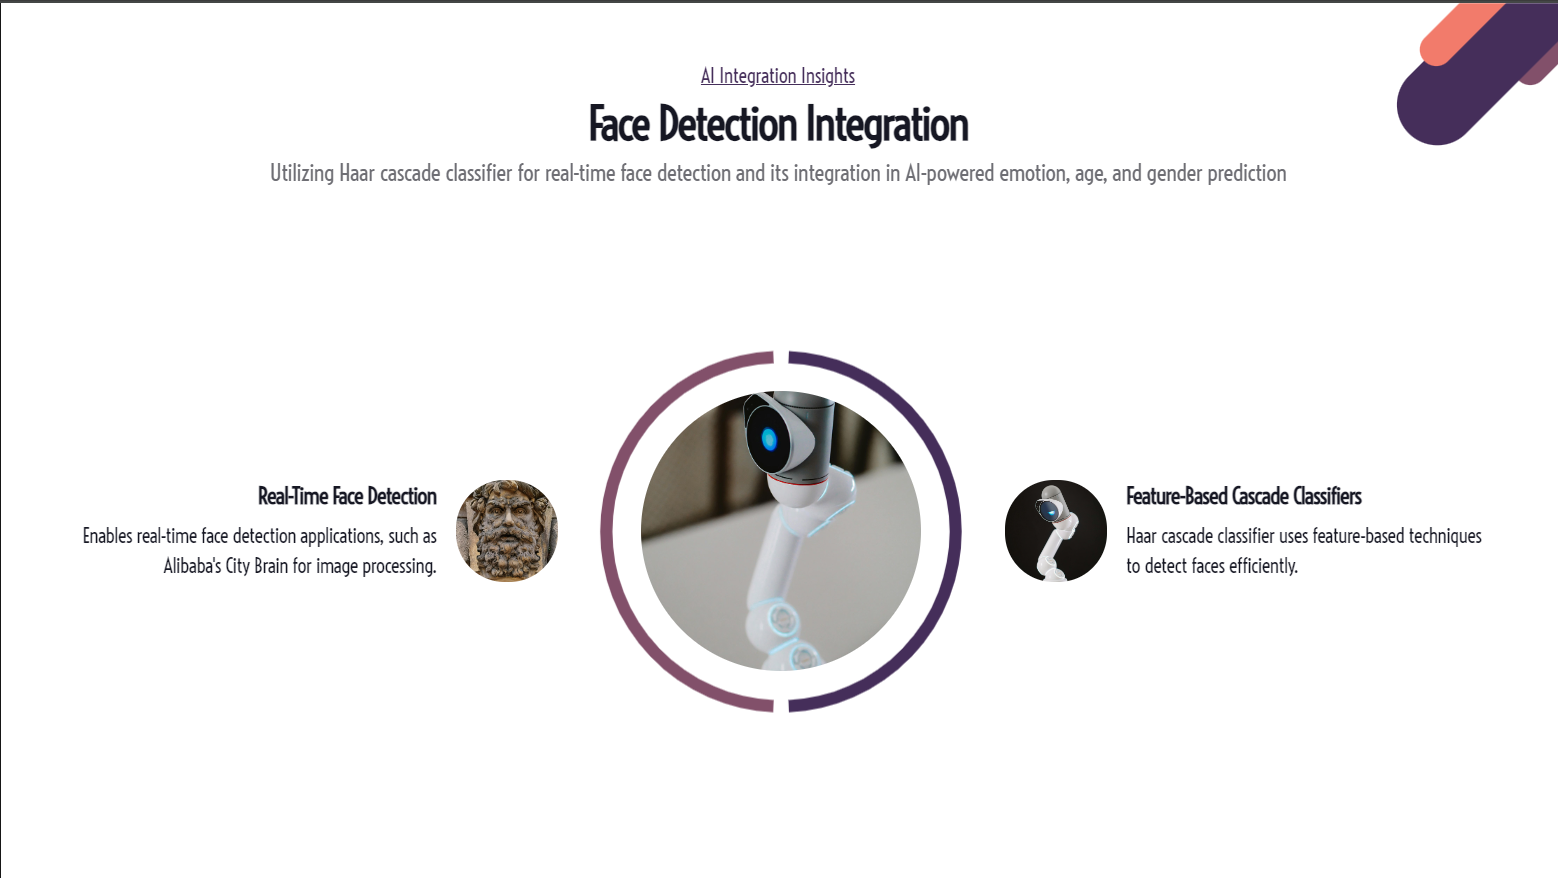 AI Integration Insights
Face Detection Integration
Utilizing Haar cascade classifier for real-time face detection and its integration in AI-powered emotion, age, and gender prediction
Real-Time Face Detection
Enables real-time face detection applications, such as
Alibaba's City Brain for image processing.
Feature-Based Cascade Classifiers
Haar cascade classifier uses feature-based techniques
to detect faces efficiently.